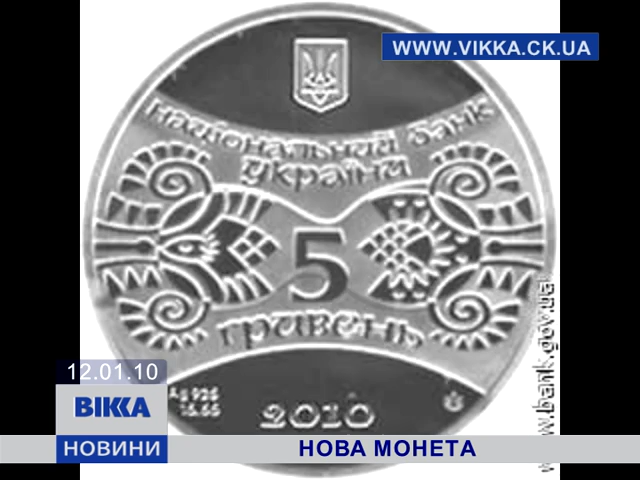 WWW.VIKKA.CK.UA
національний банк
україни
5
гривень
Ag 925
15.55
2010
www.bank.gov.ua
12.01.10
ВІККА
НОВИНИ
НОВА МОНЕТА